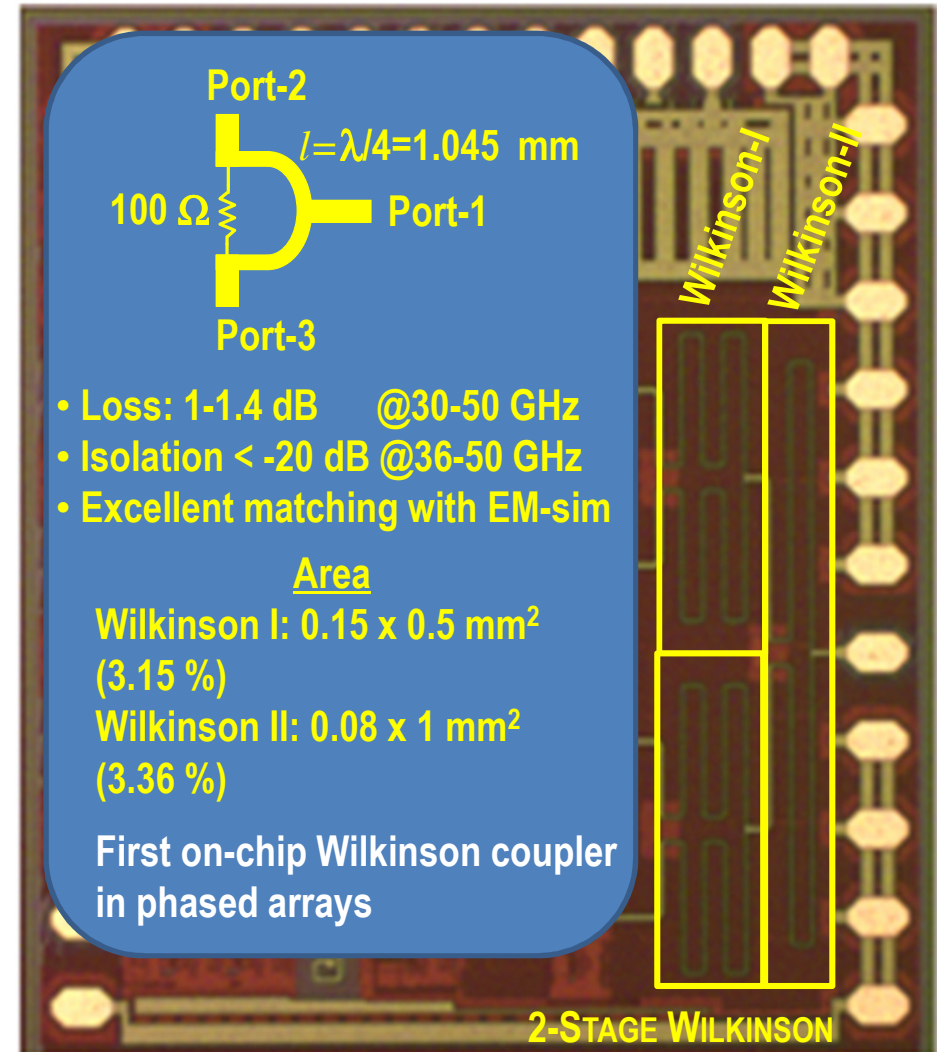 Port-2
l=λ/4=1.045 mm
100 Ω
Port-1
Port-3
• Loss: 1-1.4 dB @30-50 GHz
• Isolation < -20 dB @36-50 GHz
• Excellent matching with EM-sim
Area
Wilkinson I: 0.15 x 0.5 mm²
(3.15 %)
Wilkinson II: 0.08 x 1 mm²
(3.36 %)
First on-chip Wilkinson coupler
in phased arrays
Wilkinson-I
Wilkinson-II
2-STAGE WILKINSON